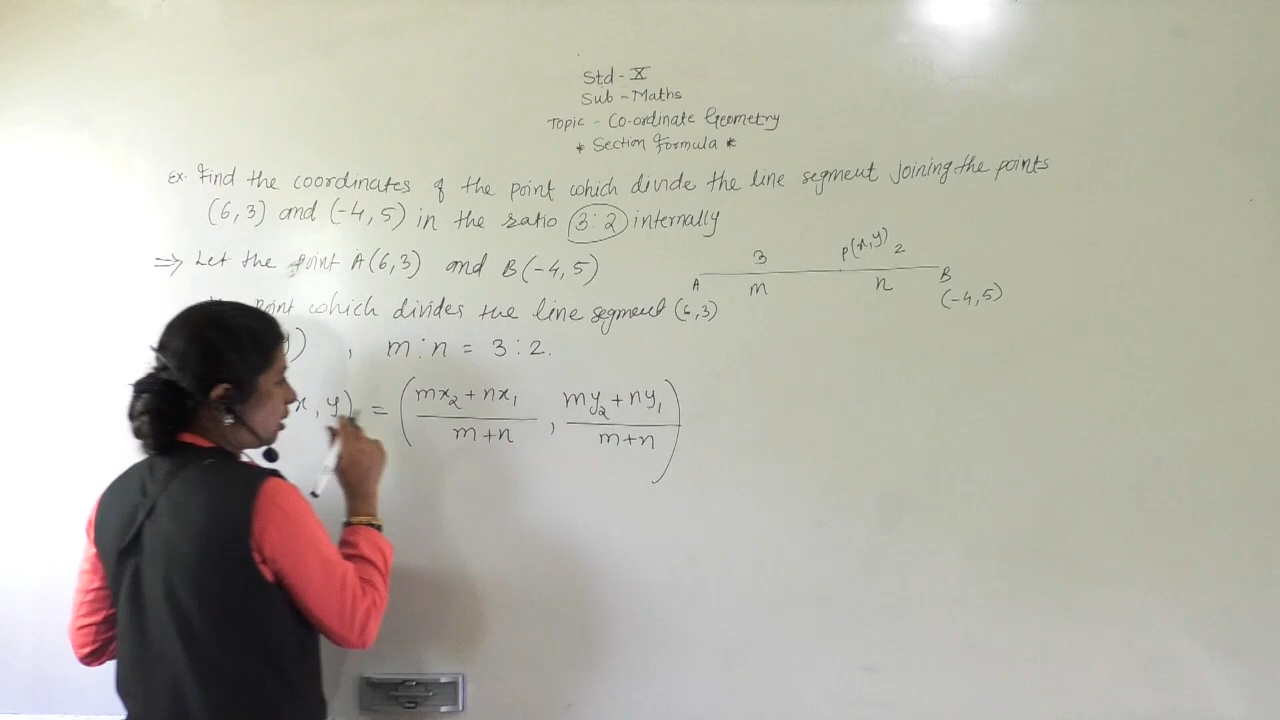 Std - X
Sub - Maths
Topic - Co-ordinate Geometry
* Section Formula *
Ex. Find the coordinates of the point which divide the line segment joining the points
(6,3) and (-4,5) in the ratio 3:2 internally
⇒ Let the point A(6,3) and B(-4,5)
3 P(x,y) 2
A m n B
(6,3) (-4,5)
point which divides the line segment
y) , m:n = 3:2.
x,y) = ( mx₂+nx₁ / m+n , my₂+ny₁ / m+n )